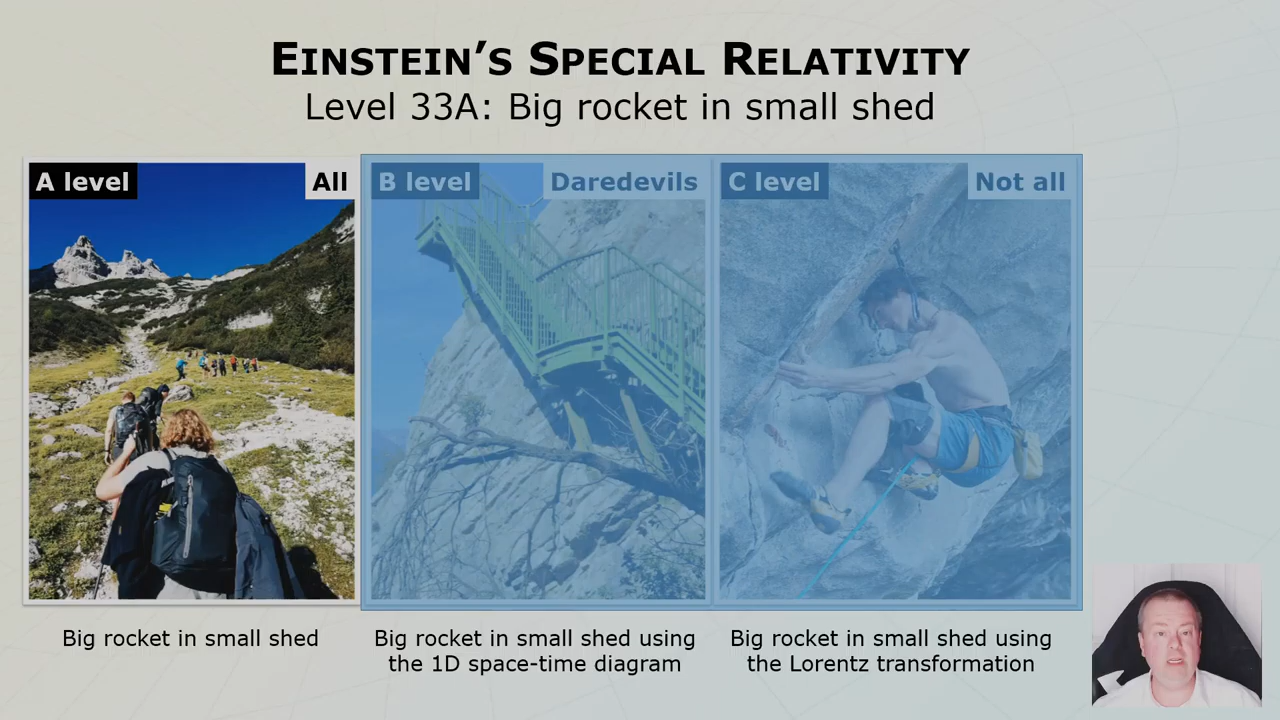 Einstein's Special Relativity
Level 33A: Big rocket in small shed
A level
All
B level
Daredevils
C level
Not all
Big rocket in small shed
Big rocket in small shed using
the 1D space-time diagram
Big rocket in small shed using
the Lorentz transformation